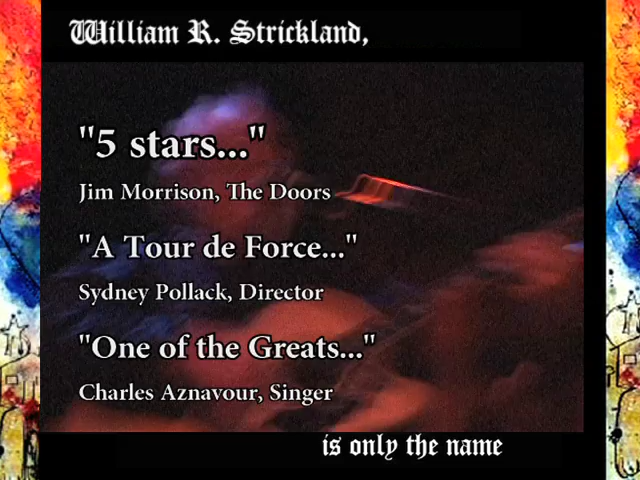 William R. Strickland,
"5 stars..."
Jim Morrison, The Doors
"A Tour de Force..."
Sydney Pollack, Director
"One of the Greats..."
Charles Aznavour, Singer
is only the name